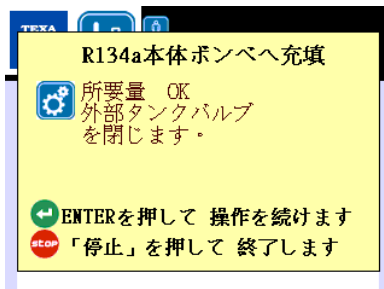 TEXA
R134a本体ボンベへ充填
所要量 OK
外部タンクバルブ
を閉じます。
ENTERを押して 操作を続けます
stop「停止」を押して 終了します